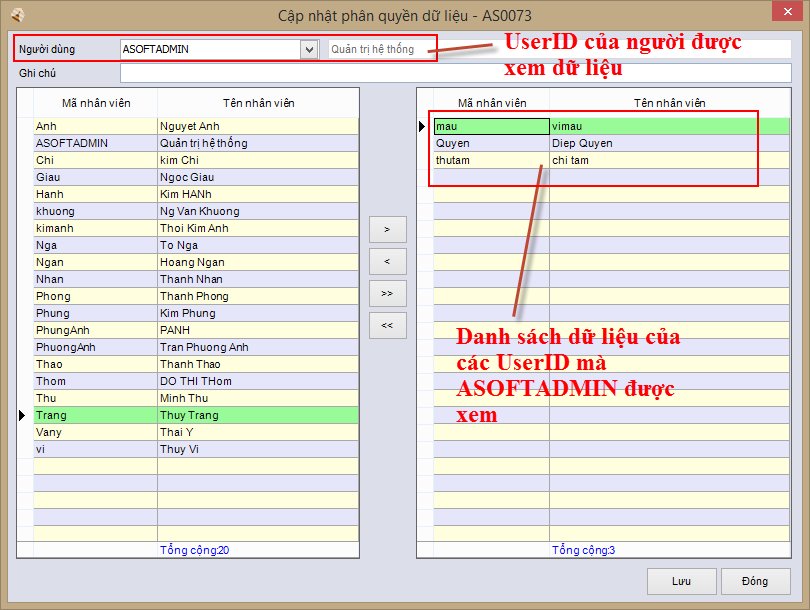 Cập nhật phân quyền dữ liệu - AS0073
Người dùng ASOFTADMIN Quản trị hệ thống
UserID của người được
xem dữ liệu
Ghi chú
Mã nhân viên Tên nhân viên
Anh Nguyet Anh
ASOFTADMIN Quản trị hệ thống
Chi kim Chi
Giau Ngoc Giau
Hanh Kim HANh
khuong Ng Van Khuong
kimanh Thoi Kim Anh
Nga To Nga
Ngan Hoang Ngan
Nhan Thanh Nhan
Phong Thanh Phong
Phung Kim Phung
PhungAnh PANH
PhuongAnh Tran Phuong Anh
Thao Thanh Thao
Thom DO THI THom
Thu Minh Thu
Trang Thuy Trang
Vany Thai Y
vi Thuy Vi
Tổng cộng:20
>
<
>>
<<
Mã nhân viên Tên nhân viên
mau vimau
Quyen Diep Quyen
thutam chi tam
Danh sách dữ liệu của
các UserID mà
ASOFTADMIN được
xem
Tổng cộng:3
Lưu Đóng